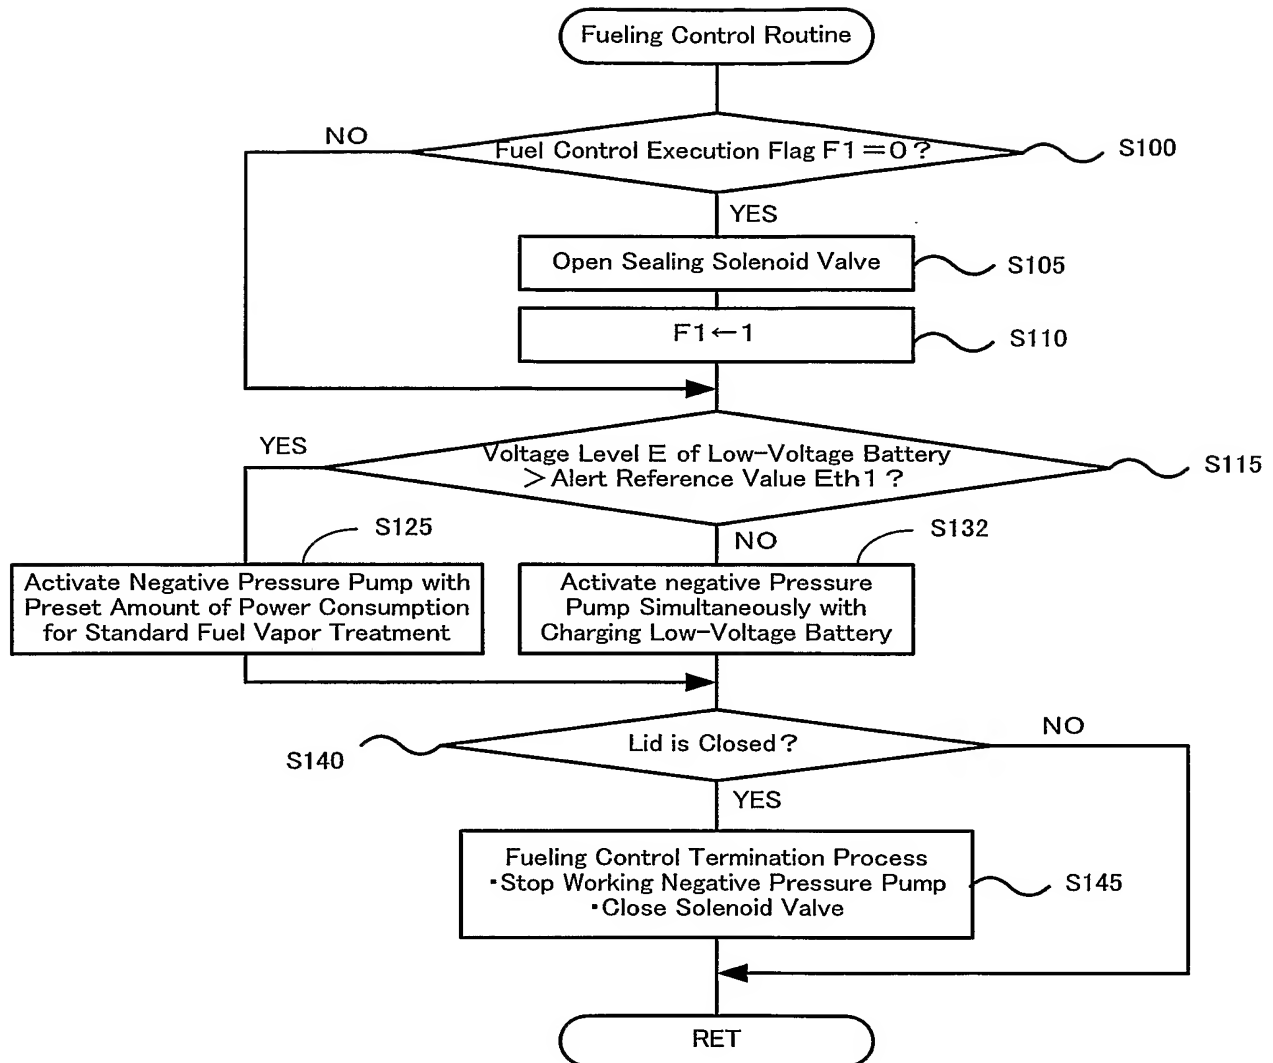 Fueling Control Routine
NO
Fuel Control Execution Flag F1=0?
S100
YES
Open Sealing Solenoid Valve
S105
F1←1
S110
YES
Voltage Level E of Low-Voltage Battery
>Alert Reference Value Eth1?
S115
S125
NO
S132
Activate Negative Pressure Pump with
Preset Amount of Power Consumption
for Standard Fuel Vapor Treatment
Activate negative Pressure
Pump Simultaneously with
Charging Low-Voltage Battery
Lid is Closed?
NO
S140
YES
Fueling Control Termination Process
・Stop Working Negative Pressure Pump
・Close Solenoid Valve
S145
RET